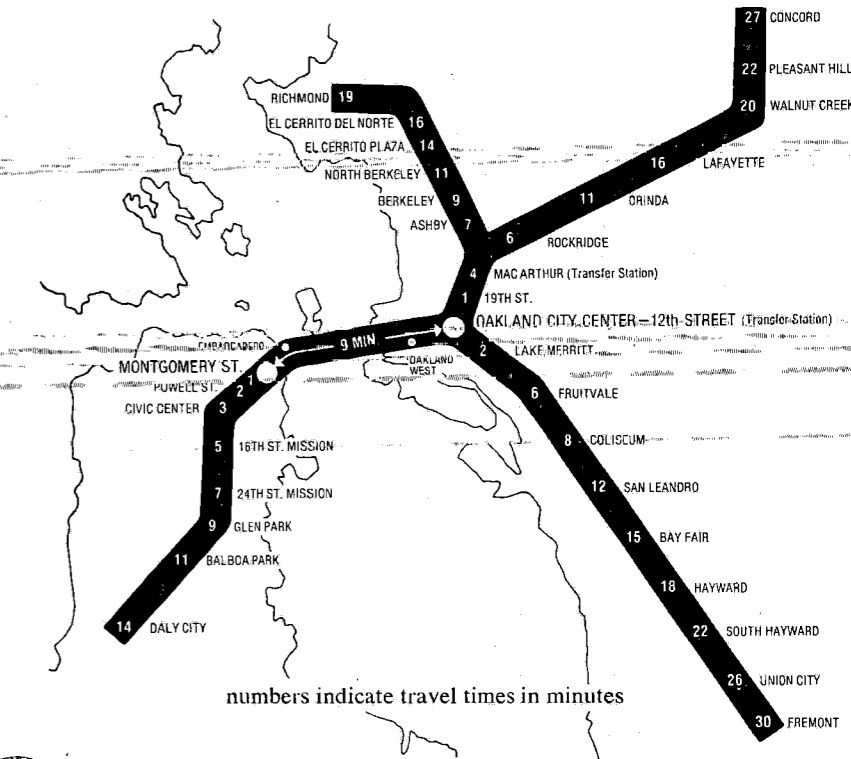 27 CONCORD
22 PLEASANT HILL
20 WALNUT CREEK
16 LAFAYETTE
11 ORINDA
6 ROCKRIDGE
RICHMOND 19
EL CERRITO DEL NORTE 16
EL CERRITO PLAZA 14
NORTH BERKELEY 11
BERKELEY 9
ASHBY 7
4 MAC ARTHUR (Transfer Station)
1 19TH ST.
OAKLAND CITY CENTER—12th STREET (Transfer Station)
9 MIN
OAKLAND
WEST
EMBARCADERO
MONTGOMERY ST.
1
POWELL ST 2
CIVIC CENTER 3
5 16TH ST. MISSION
7 24TH ST. MISSION
9 GLEN PARK
11 BALBOA PARK
14 DALY CITY
2 LAKE MERRITT
6 FRUITVALE
8 COLISEUM
12 SAN LEANDRO
15 BAY FAIR
18 HAYWARD
22 SOUTH HAYWARD
26 UNION CITY
30 FREMONT
numbers indicate travel times in minutes